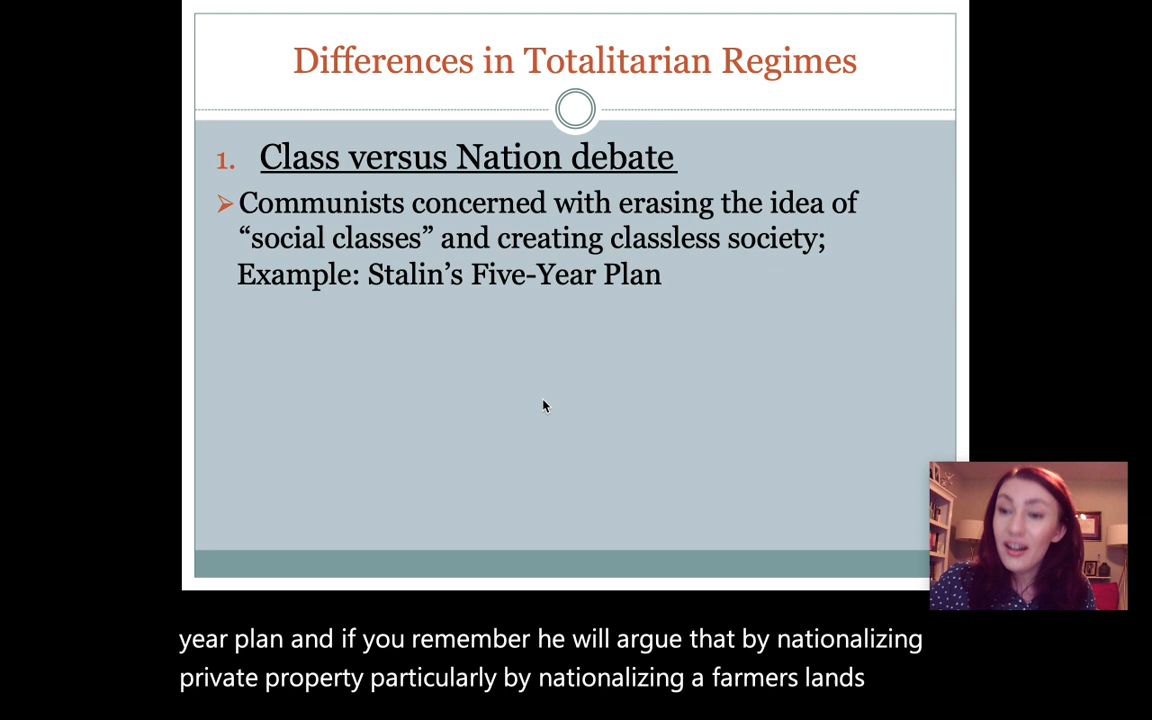 Differences in Totalitarian Regimes
1. Class versus Nation debate
Communists concerned with erasing the idea of
“social classes” and creating classless society;
Example: Stalin’s Five-Year Plan
year plan and if you remember he will argue that by nationalizing
private property particularly by nationalizing a farmers lands